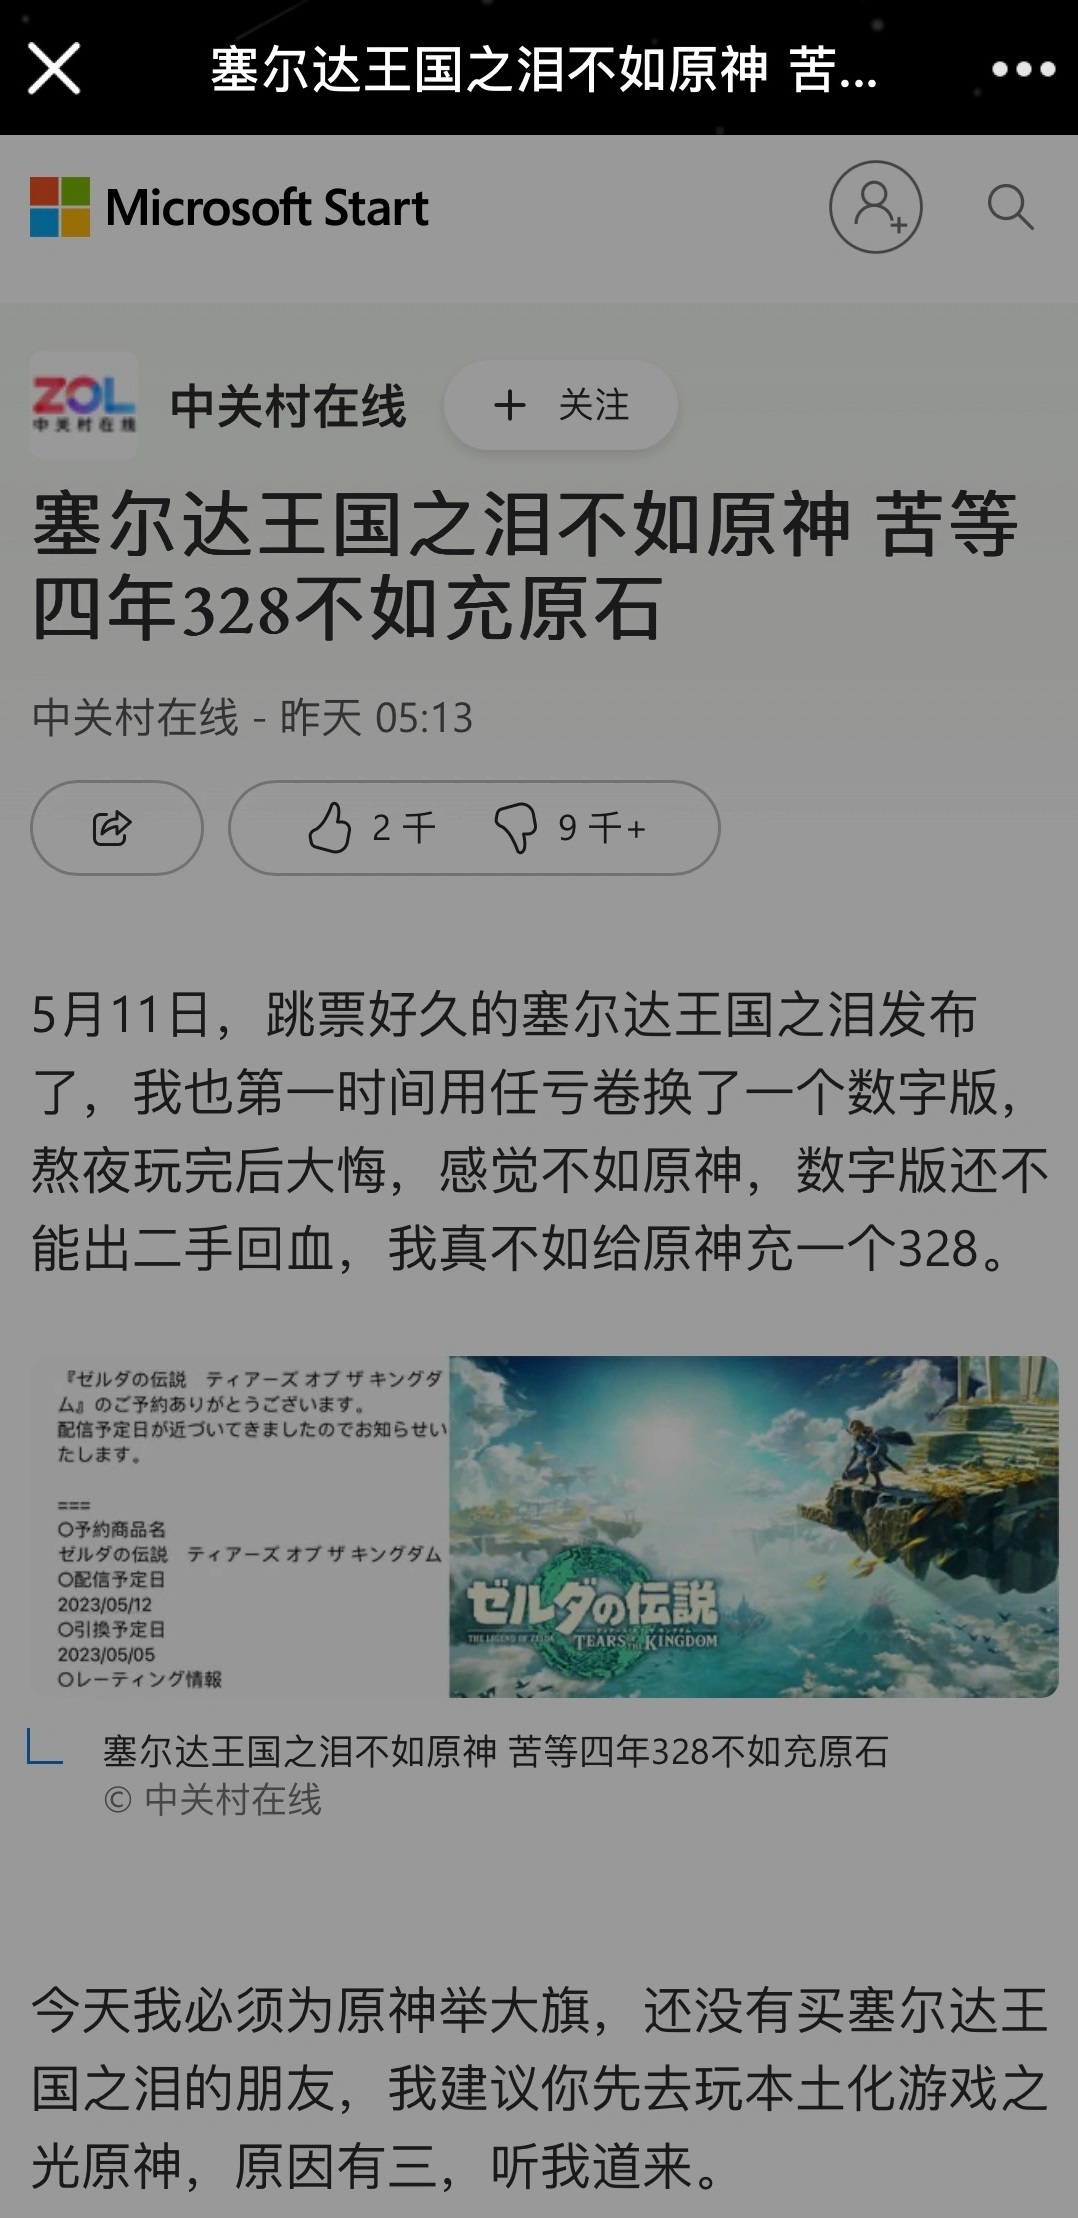 塞尔达王国之泪不如原神 苦...
Microsoft Start
ZOL
中关村在线
中关村在线
+ 关注
塞尔达王国之泪不如原神 苦等
四年328不如充原石
中关村在线 - 昨天 05:13
2 千
9 千+
5月11日，跳票好久的塞尔达王国之泪发布
了，我也第一时间用任亏卷换了一个数字版，
熬夜玩完后大悔，感觉不如原神，数字版还不
能出二手回血，我真不如给原神充一个328。
『ゼルダの伝説　ティアーズ オブ ザ キングダ
ム』のご予約ありがとうございます。
配信予定日が近づいてきましたのでお知らせい
たします。
===
○予約商品名
ゼルダの伝説　ティアーズ オブ ザ キングダム
○配信予定日
2023/05/12
○引換予定日
2023/05/05
○レーティング情報
ゼルダの伝説
ティアーズ オブ ザ キングダム
THE LEGEND OF ZELDA
TEARS OF THE KINGDOM
塞尔达王国之泪不如原神 苦等四年328不如充原石
© 中关村在线
今天我必须为原神举大旗，还没有买塞尔达王
国之泪的朋友，我建议你先去玩本土化游戏之
光原神，原因有三，听我道来。